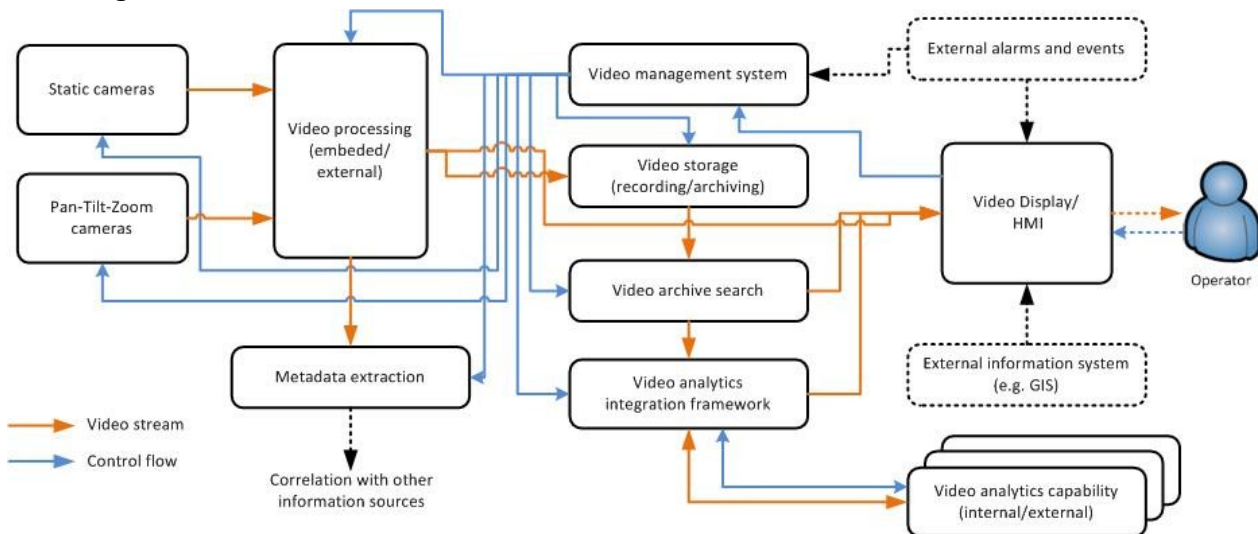 Static cameras
Pan-Tilt-Zoom
cameras
Video processing
(embeded/
external)
Metadata extraction
Correlation with other
information sources
Video stream
Control flow
Video management system
Video storage
(recording/archiving)
Video archive search
Video analytics
integration framework
External alarms and events
Video Display/
HMI
Operator
External information system
(e.g. GIS)
Video analytics capability
(internal/external)